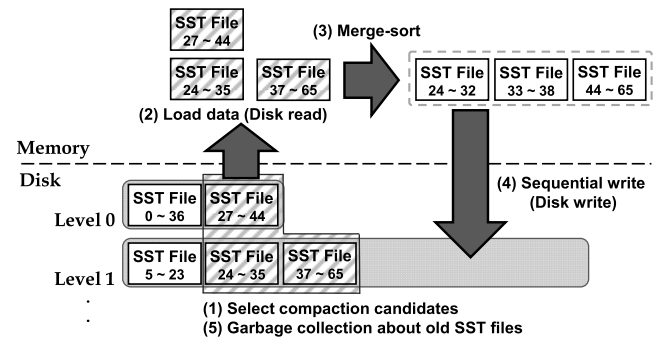 SST File
27 ~ 44
(3) Merge-sort
SST File
24 ~ 35
SST File
37 ~ 65
SST File
24 ~ 32
SST File
33 ~ 38
SST File
44 ~ 65
(2) Load data (Disk read)
Memory
Disk
(4) Sequential write
(Disk write)
Level 0
SST File
0 ~ 36
SST File
27 ~ 44
Level 1
SST File
5 ~ 23
SST File
24 ~ 35
SST File
37 ~ 65
.
.
(1) Select compaction candidates
(5) Garbage collection about old SST files